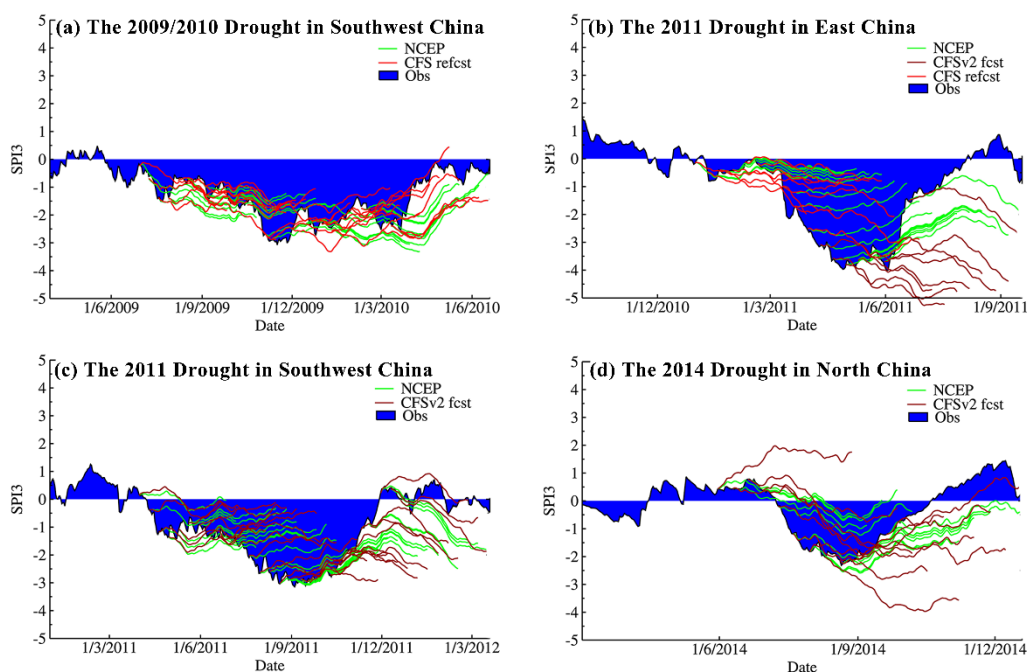 (a) The 2009/2010 Drought in Southwest China
NCEP
CFS refcst
Obs
5
4
3
2
1
0
-1
-2
-3
-4
-5
SPI3
1/6/2009 1/9/2009 1/12/2009 1/3/2010 1/6/2010
Date
(b) The 2011 Drought in East China
NCEP
CFSv2 fcst
CFS refcst
Obs
5
4
3
2
1
0
-1
-2
-3
-4
-5
SPI3
1/12/2010 1/3/2011 1/6/2011 1/9/2011
Date
(c) The 2011 Drought in Southwest China
NCEP
CFSv2 fcst
Obs
5
4
3
2
1
0
-1
-2
-3
-4
-5
SPI3
1/3/2011 1/6/2011 1/9/2011 1/12/2011 1/3/2012
Date
(d) The 2014 Drought in North China
NCEP
CFSv2 fcst
Obs
5
4
3
2
1
0
-1
-2
-3
-4
-5
SPI3
1/6/2014 1/9/2014 1/12/2014
Date